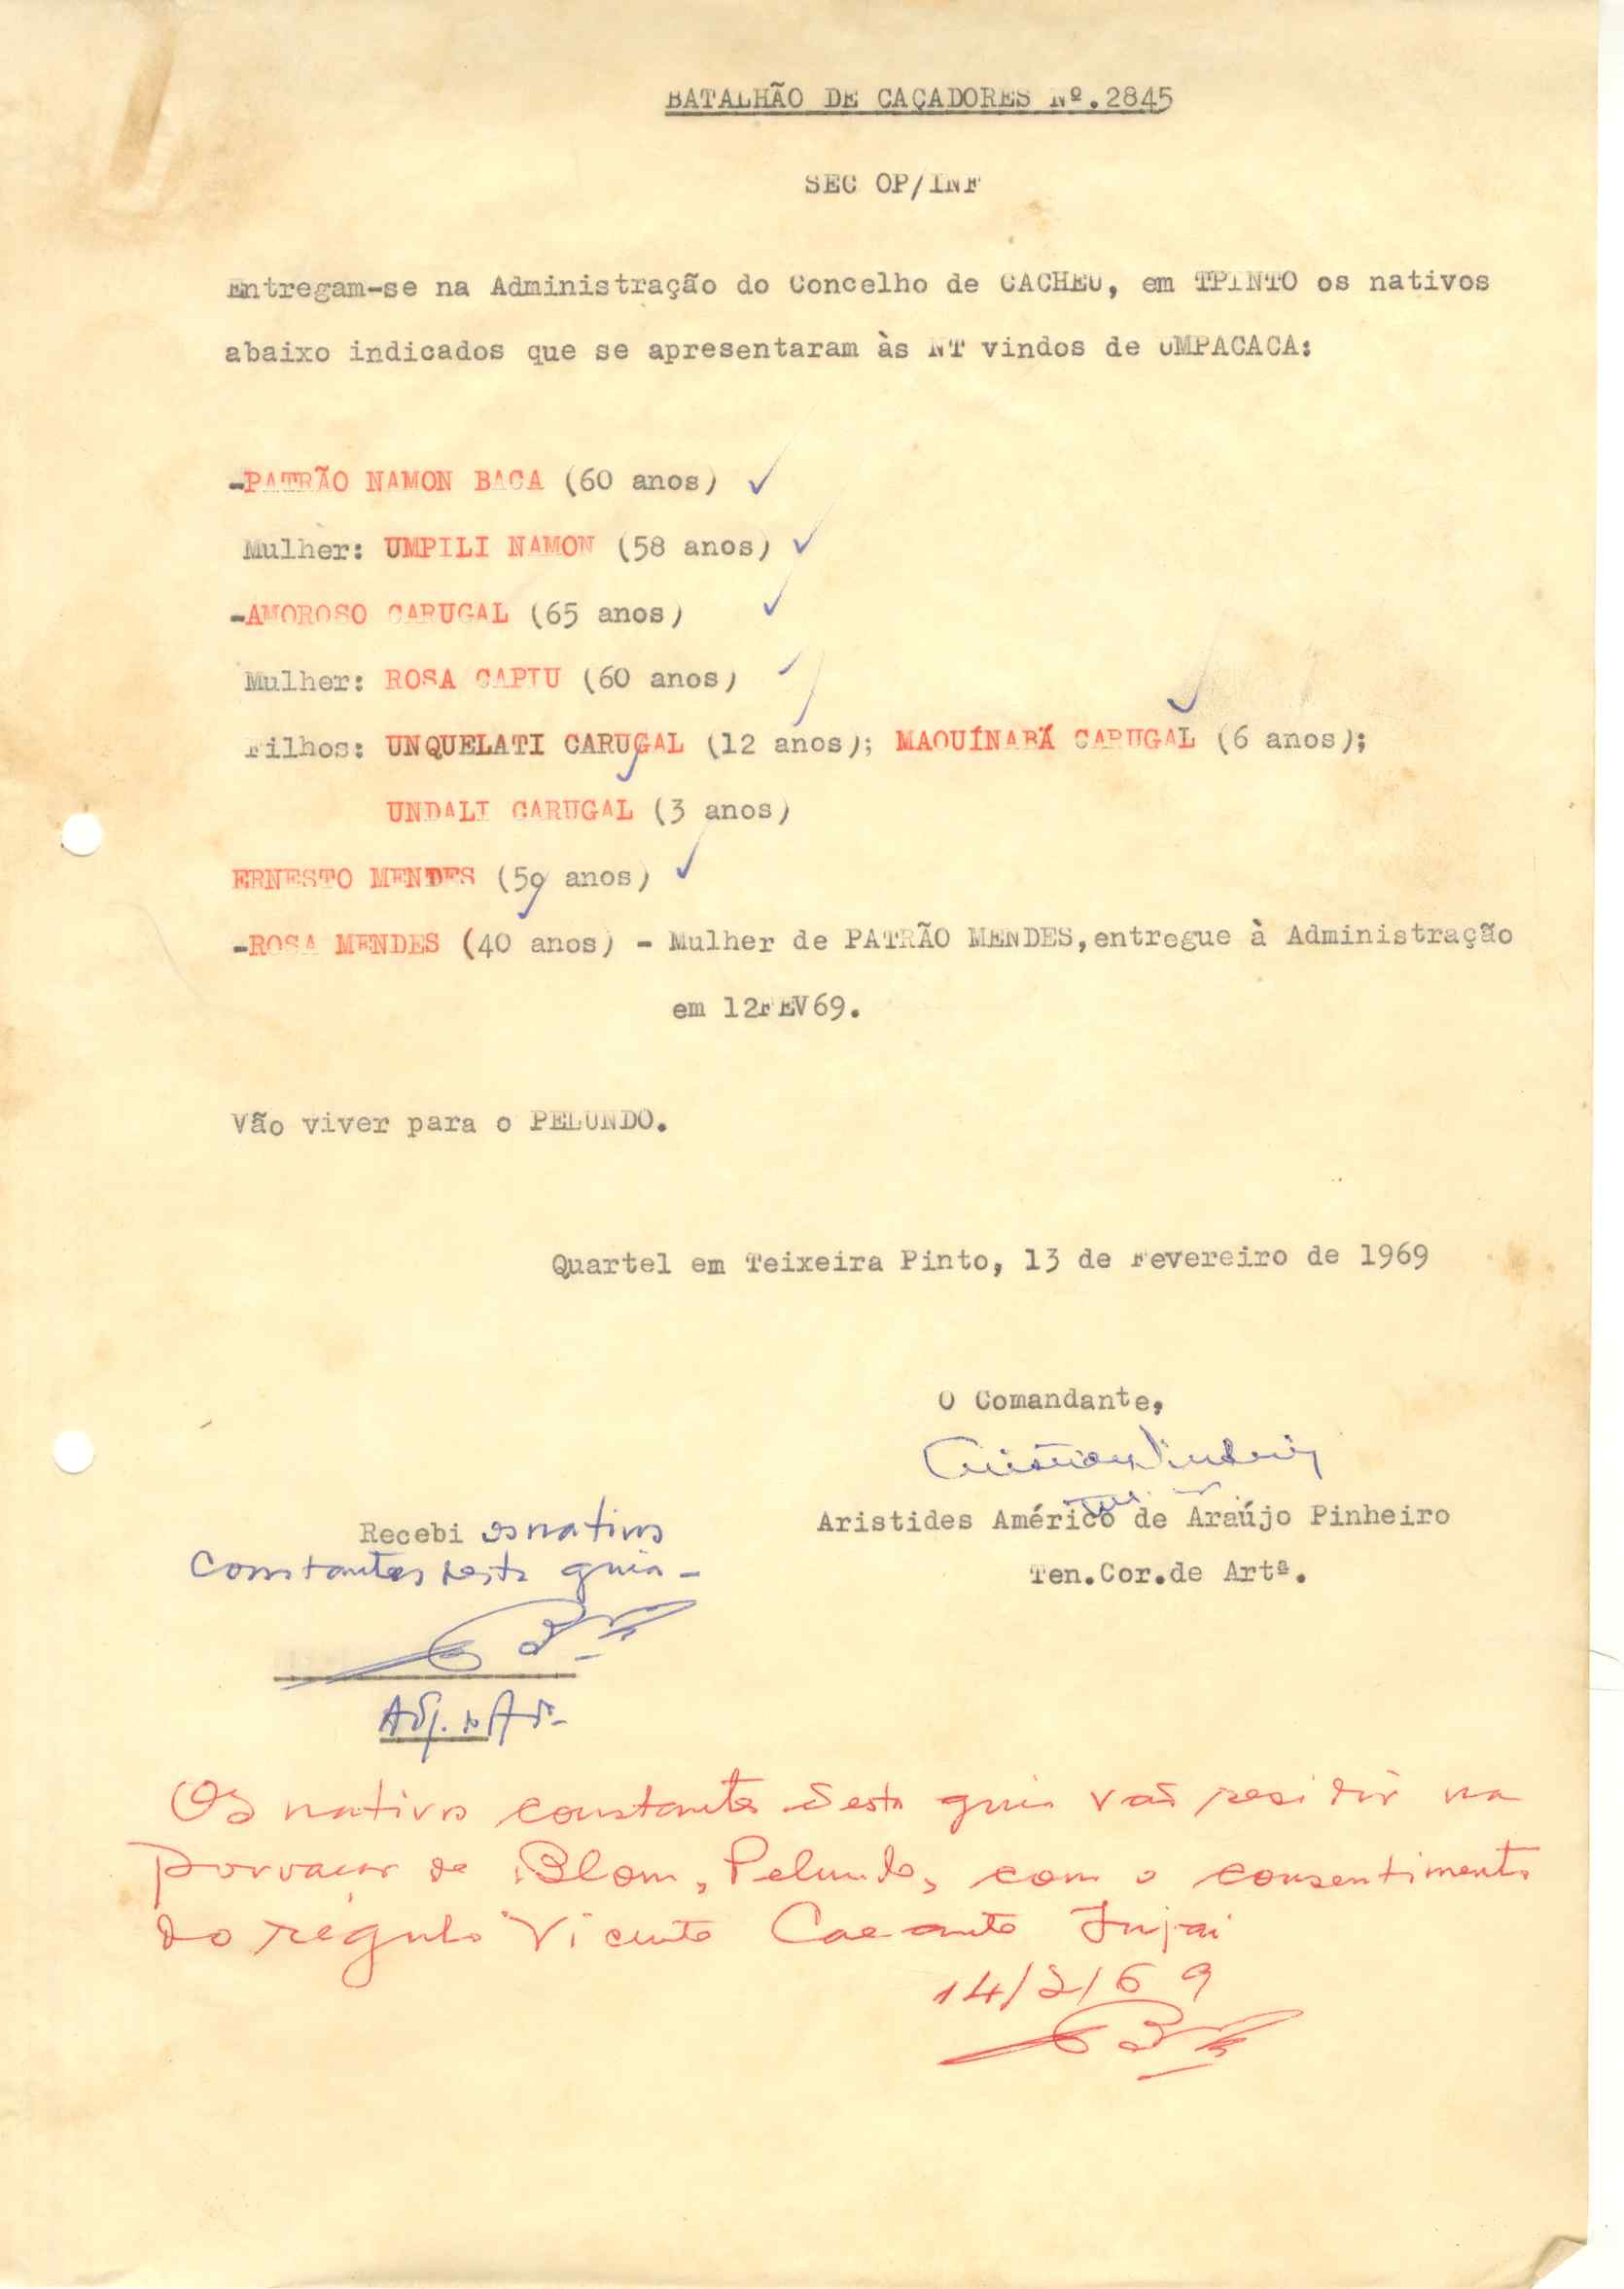 BATALHÃO DE CAÇADORES Nº.2845
SEC OP/INF
Entregam-se na Administração do Concelho de CACHEU, em TPINTO os nativos
abaixo indicados que se apresentaram às NT vindos de UMPACACA:
-PATRÃO NAMON BACA (60 anos)
Mulher: UMPILI NAMON (58 anos)
-AMOROSO CARUGAL (65 anos)
Mulher: ROSA CAPTU (60 anos)
Filhos: UNQUELATI CARUGAL (12 anos); MAQUÍNABÁ CARUGAL (6 anos);
UNDALI CARUGAL (3 anos)
ERNESTO MENDES (59 anos)
-ROSA MENDES (40 anos) - Mulher de PATRÃO MENDES,entregue à Administração
em 12FEV69.
Vão viver para o PELUNDO.
Quartel em Teixeira Pinto, 13 de Fevereiro de 1969
O Comandante,
Aristides Américo de Araújo Pinheiro
Ten.Cor.de Artª.
Recebi os nativos
constantes desta guia -
Os nativos constantes desta guia vão residir na
de Blom, Pelundo, com o consentimento
do régulo Vicente
14/2/69